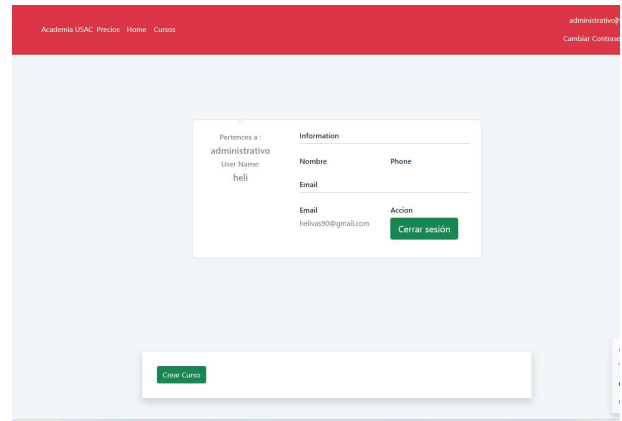 administrativo
Academia USAC Precios Home Cursos
Cambiar
Pertences a :
administrativo
User Name:
heli
Information
Nombre Phone
Email
Email Accion
helivas90@gmail.com Cerrar sesión
Crear Curso